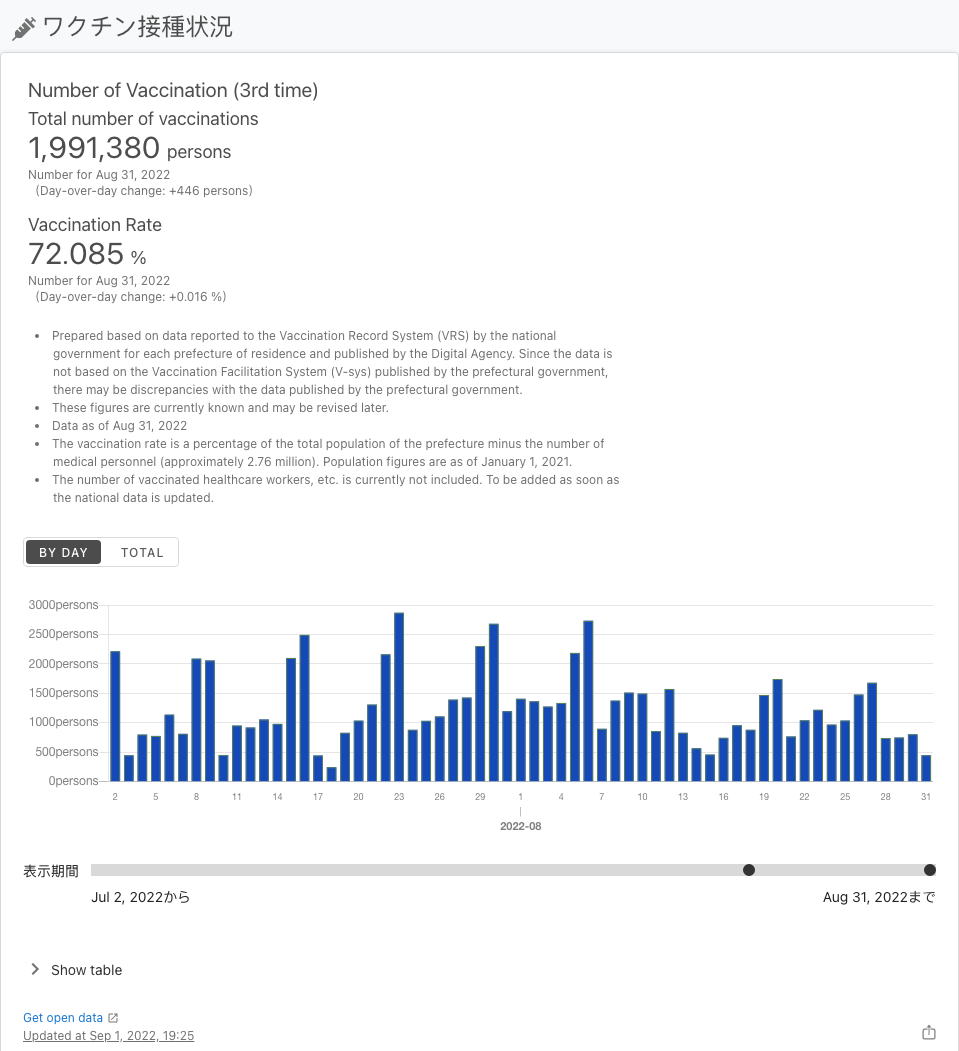 ワクチン接種状況
Number of Vaccination (3rd time)
Total number of vaccinations
1,991,380 persons
Number for Aug 31, 2022
(Day-over-day change: +446 persons)
Vaccination Rate
72.085 %
Number for Aug 31, 2022
(Day-over-day change: +0.016 %)
• Prepared based on data reported to the Vaccination Record System (VRS) by the national
government for each prefecture of residence and published by the Digital Agency. Since the data is
not based on the Vaccination Facilitation System (V-sys) published by the prefectural government,
there may be discrepancies with the data published by the prefectural government.
• These figures are currently known and may be revised later.
• Data as of Aug 31, 2022
• The vaccination rate is a percentage of the total population of the prefecture minus the number of
medical personnel (approximately 2.76 million). Population figures are as of January 1, 2021.
• The number of vaccinated healthcare workers, etc. is currently not included. To be added as soon as
the national data is updated.
BY DAY TOTAL
3000persons
2500persons
2000persons
1500persons
1000persons
500persons
0persons
2 5 8 11 14 17 20 23 26 29 1 4 7 10 13 16 19 22 25 28 31
2022-08
表示期間
Jul 2, 2022から Aug 31, 2022まで
Show table
Get open data
Updated at Sep 1, 2022, 19:25